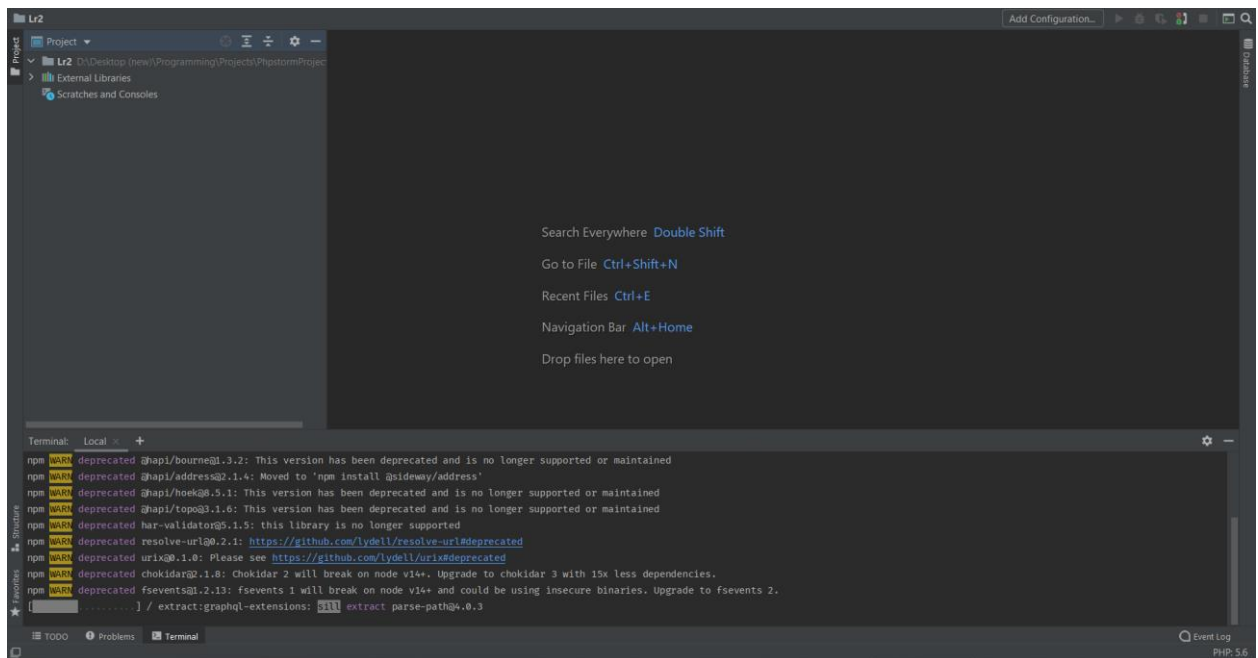 Lr2
Add Configuration...
Project
Project
Lr2 D:\Desktop (new)\Programming\Projects\PhpstormProjec
External Libraries
Scratches and Consoles
Database
Search Everywhere Double Shift
Go to File Ctrl+Shift+N
Recent Files Ctrl+E
Navigation Bar Alt+Home
Drop files here to open
Terminal: Local × +
npm WARN deprecated @hapi/bourne@1.3.2: This version has been deprecated and is no longer supported or maintained
npm WARN deprecated @hapi/address@2.1.4: Moved to 'npm install @sideway/address'
npm WARN deprecated @hapi/hoek@8.5.1: This version has been deprecated and is no longer supported or maintained
npm WARN deprecated @hapi/topo@3.1.6: This version has been deprecated and is no longer supported or maintained
npm WARN deprecated har-validator@5.1.5: this library is no longer supported
npm WARN deprecated resolve-url@0.2.1: https://github.com/lydell/resolve-url#deprecated
npm WARN deprecated urix@0.1.0: Please see https://github.com/lydell/urix#deprecated
npm WARN deprecated chokidar@2.1.8: Chokidar 2 will break on node v14+. Upgrade to chokidar 3 with 15x less dependencies.
npm WARN deprecated fsevents@1.2.13: fsevents 1 will break on node v14+ and could be using insecure binaries. Upgrade to fsevents 2.
[ ..........] / extract:graphql-extensions: sill extract parse-path@4.0.3
Structure
Favorites
TODO Problems Terminal
Event Log
PHP: 5.6